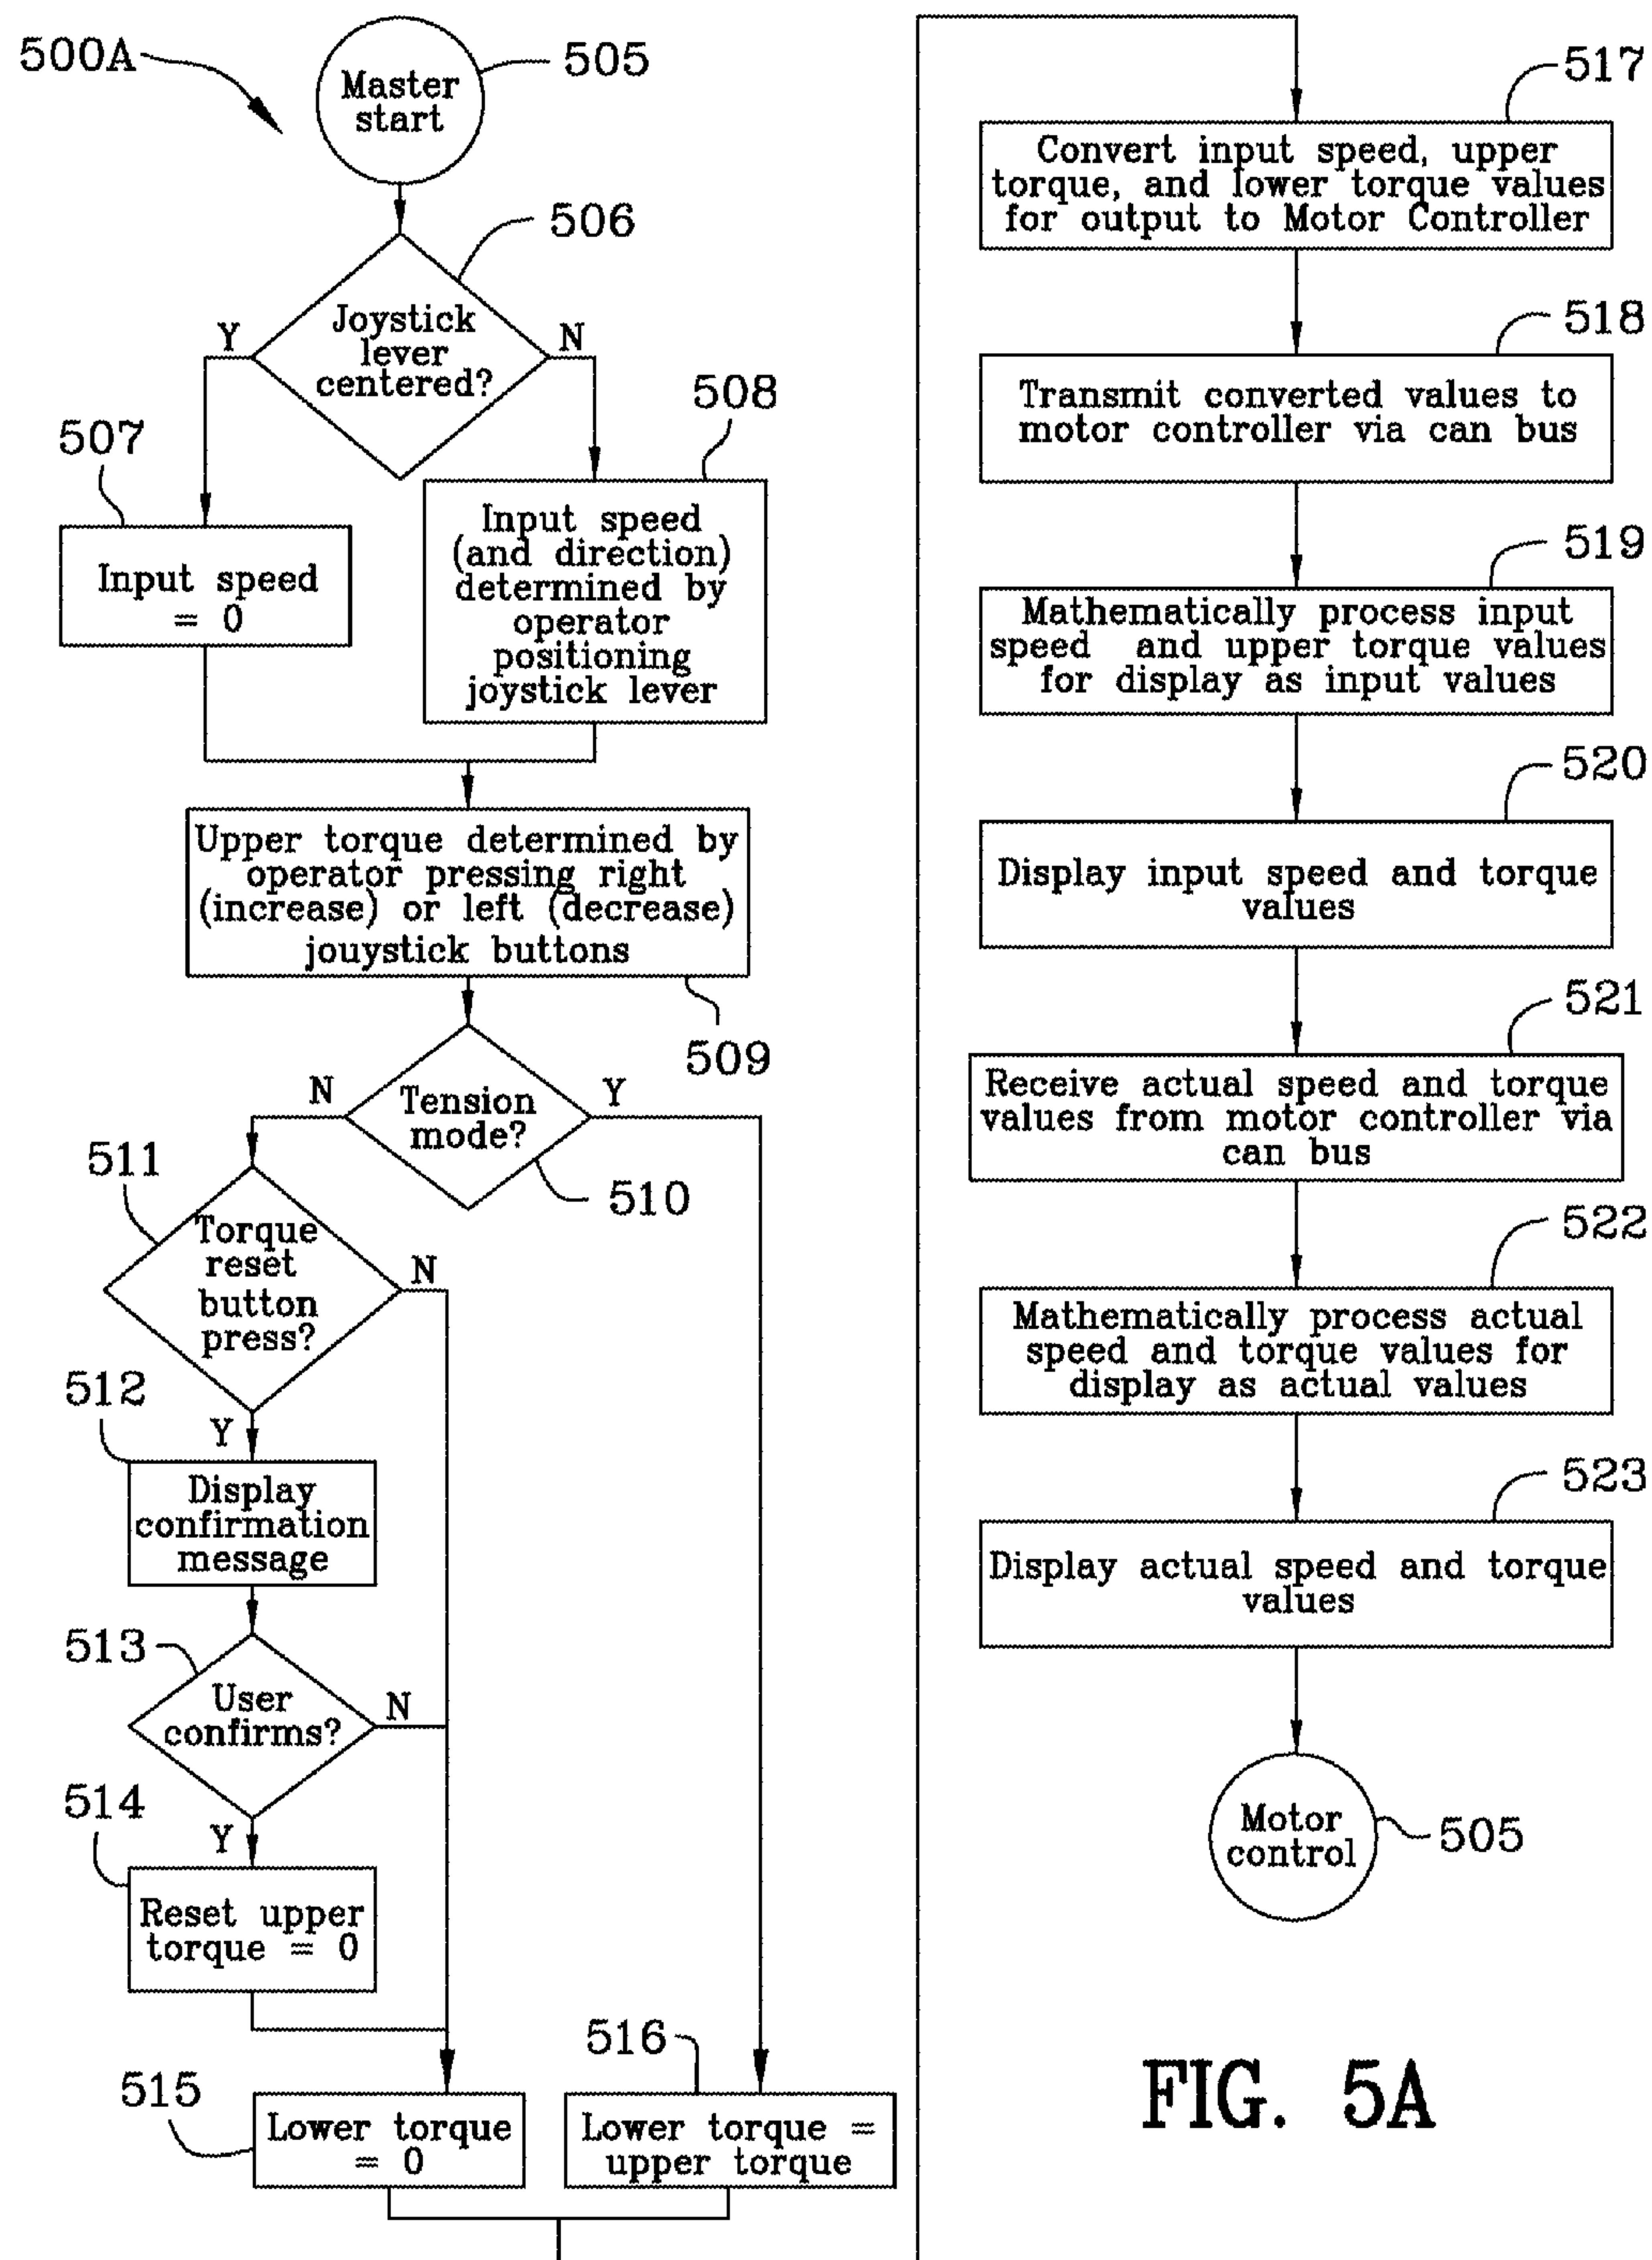 500A
Master
start
505
506
Joystick
lever
centered?
Y
N
507
508
Input speed
= 0
Input speed
(and direction)
determined by
operator
positioning
joystick lever
Upper torque determined by
operator pressing right
(increase) or left (decrease)
jouystick buttons
509
Tension
mode?
N
Y
510
511
Torque
reset
button
press?
N
Y
512
Display
confirmation
message
513
User
confirms?
N
Y
514
Reset upper
torque = 0
515
Lower torque
= 0
516
Lower torque =
upper torque
517
Convert input speed, upper
torque, and lower torque values
for output to Motor Controller
518
Transmit converted values to
motor controller via can bus
519
Mathematically process input
speed and upper torque values
for display as input values
520
Display input speed and torque
values
521
Receive actual speed and torque
values from motor controller via
can bus
522
Mathematically process actual
speed and torque values for
display as actual values
523
Display actual speed and torque
values
Motor
control
505
FIG. 5A